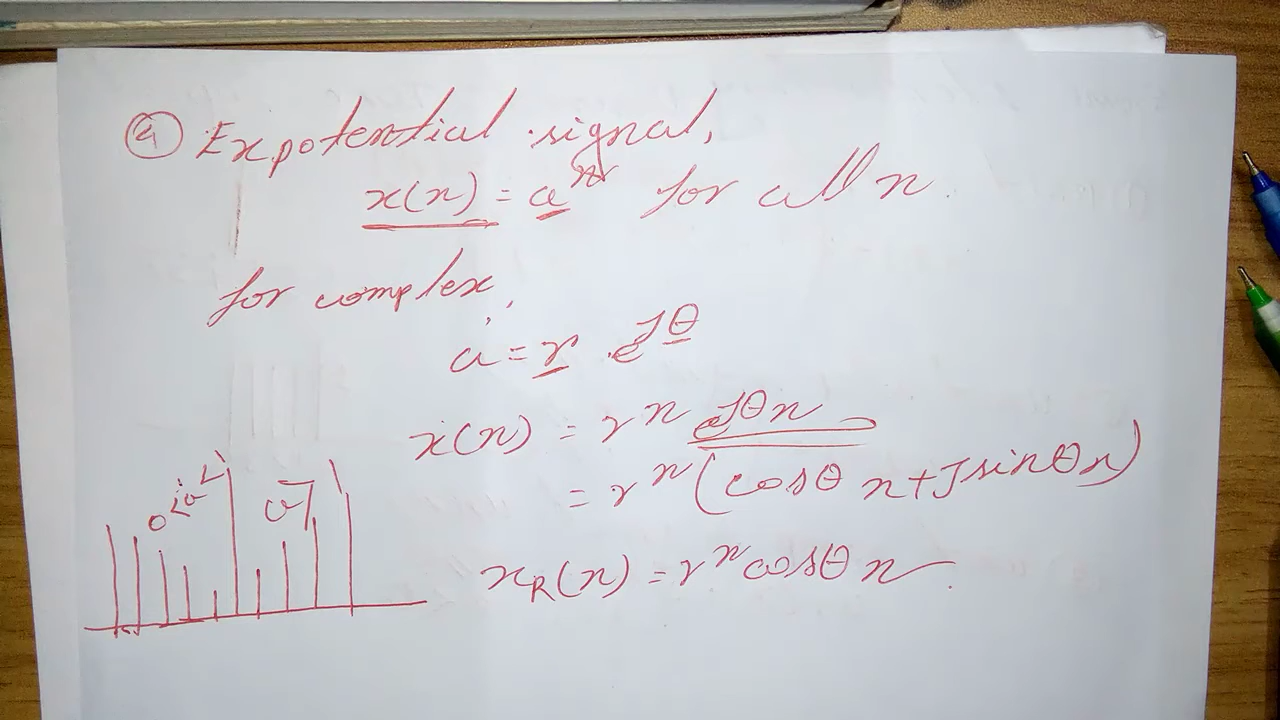 ④ Expotential signal,
x(n) = a^n for all n.
for complex,
a = r . e^Jθ
x(n) = r^n e^Jθn
= r^n (cosθ n + J sinθ n)
x_R(n) = r^n cosθ n.
0 < a < 1
a > 1